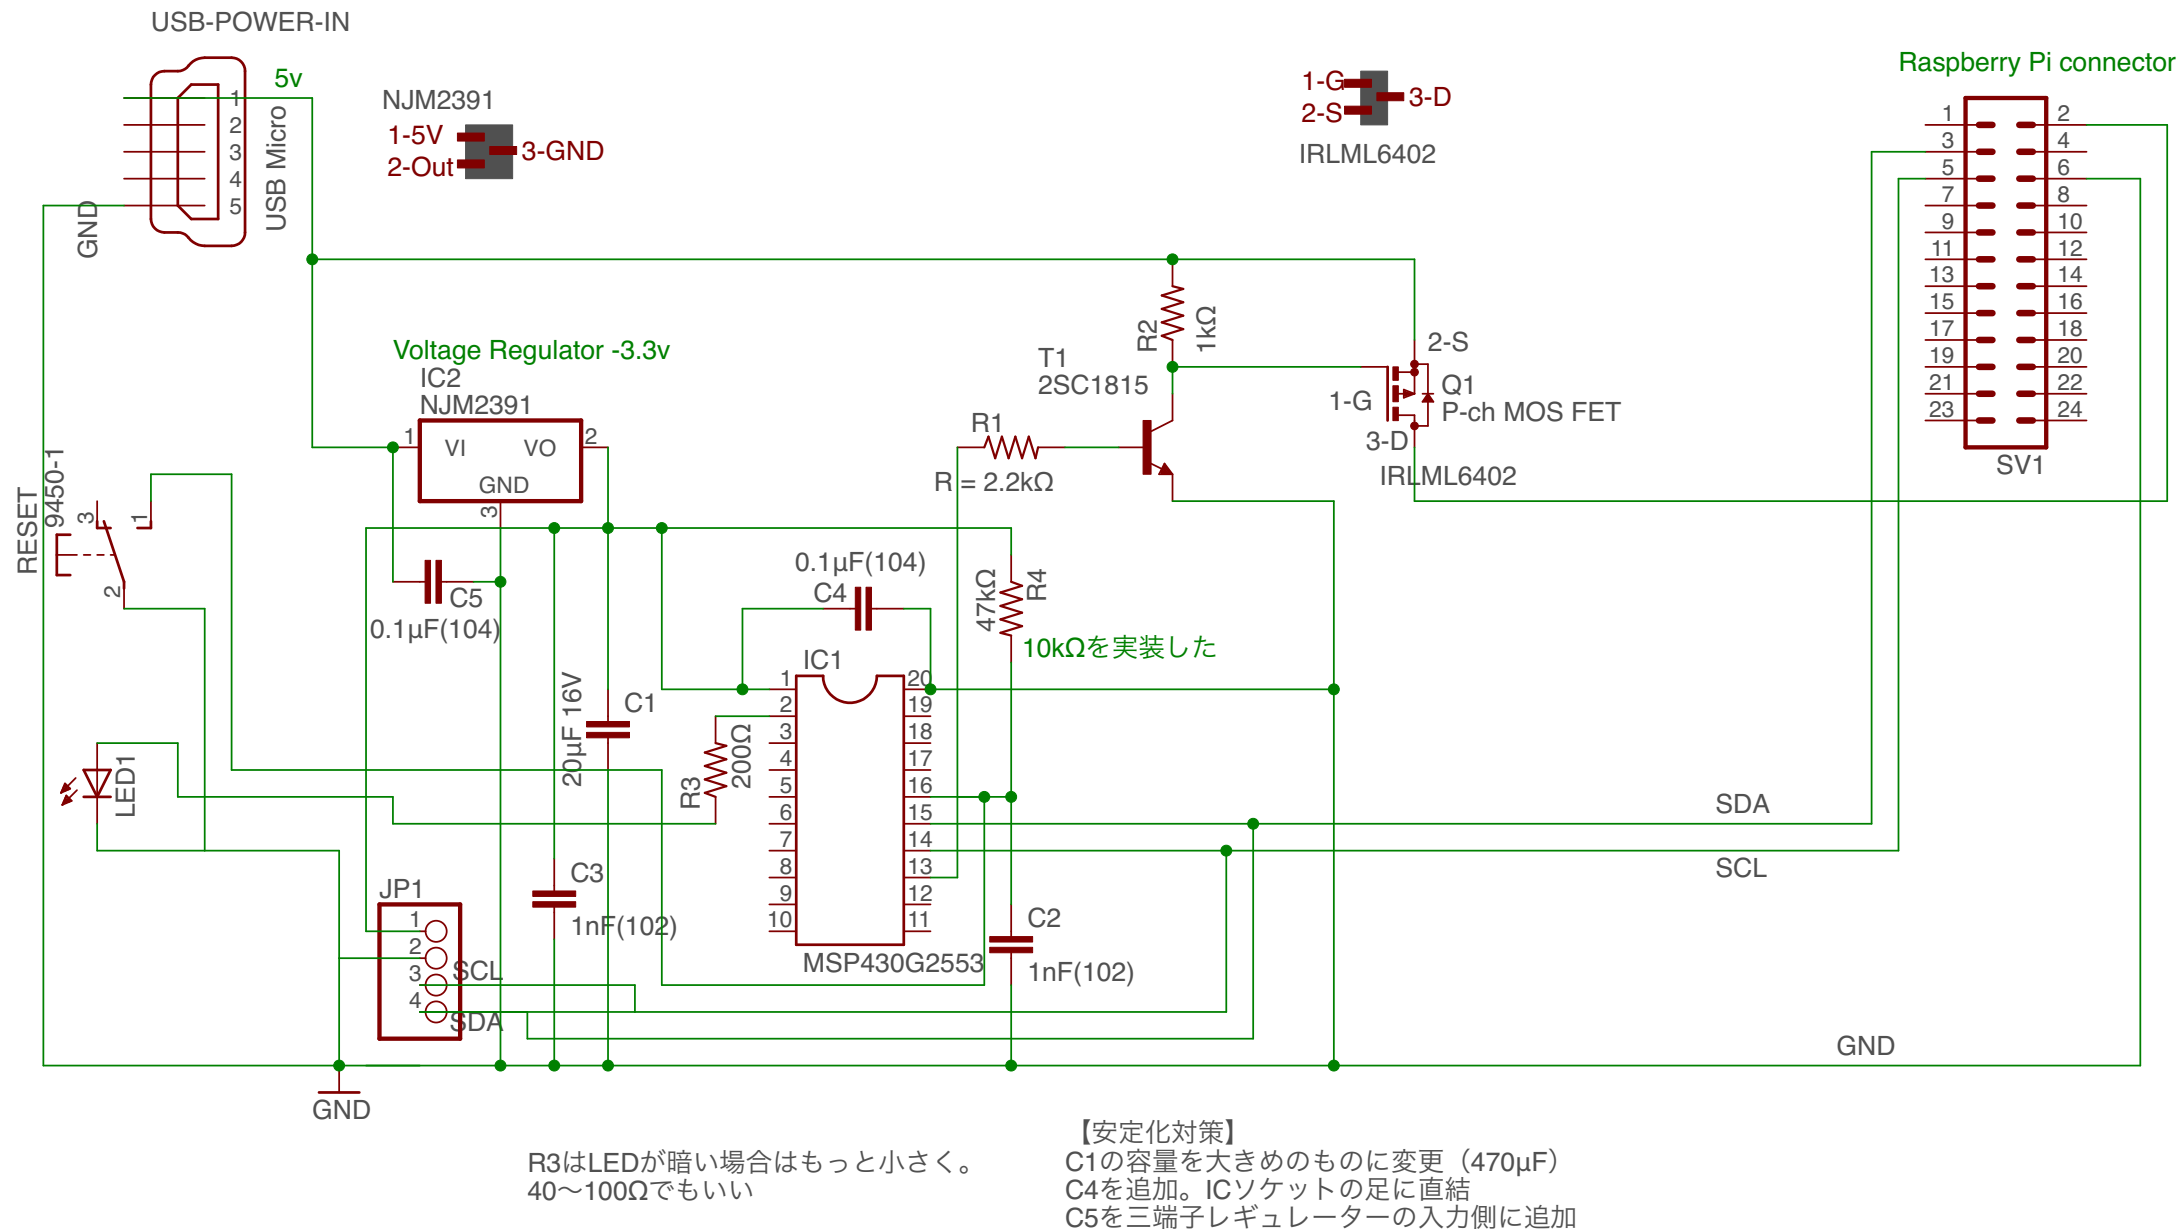 USB-POWER-IN
5v
1
2
3
4
5
USB Micro
GND
NJM2391
1-5V
2-Out
3-GND
1-G
2-S
3-D
IRLML6402
Raspberry Pi connector
1 2
3 4
5 6
7 8
9 10
11 12
13 14
15 16
17 18
19 20
21 22
23 24
SV1
Voltage Regulator -3.3v
IC2
NJM2391
1 VI VO 2
GND
3
RESET
9450-1
3
1
2
C5
0.1µF(104)
R2
1kΩ
T1
2SC1815
R1
R = 2.2kΩ
2-S
1-G
Q1
P-ch MOS FET
3-D
IRLML6402
0.1µF(104)
C4
47kΩ
R4
10kΩを実装した
IC1
1 20
2 19
3 18
4 17
5 16
6 15
7 14
8 13
9 12
10 11
MSP430G2553
C1
20µF 16V
R3
200Ω
LED1
C3
1nF(102)
C2
1nF(102)
JP1
1
2
3
4
SCL
SDA
SDA
SCL
GND
GND
R3はLEDが暗い場合はもっと小さく。
40〜100Ωでもいい
【安定化対策】
C1の容量を大きめのものに変更（470µF）
C4を追加。ICソケットの足に直結
C5を三端子レギュレーターの入力側に追加